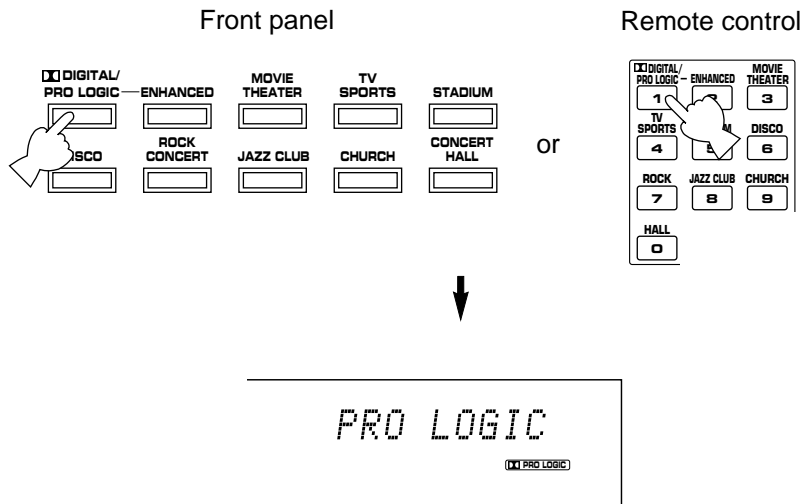 Front panel
Remote control
DIGITAL/
PRO LOGIC
ENHANCED
MOVIE
THEATER
TV
SPORTS
STADIUM
ROCK
CONCERT
JAZZ CLUB
CHURCH
CONCERT
HALL
or
DIGITAL/
PRO LOGIC – ENHANCED
MOVIE
THEATER
1
3
TV
SPORTS
DISCO
4
6
ROCK
JAZZ CLUB
CHURCH
7
8
9
HALL
0
PRO LOGIC
PRO LOGIC